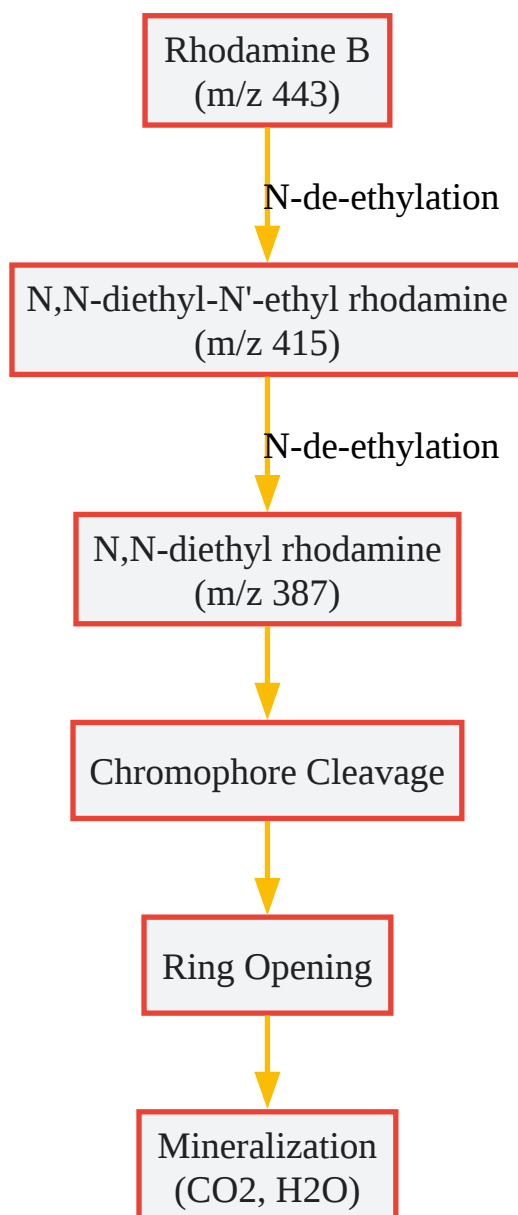 Rhodamine B
(m/z 443)
N-de-ethylation
N,N-diethyl-N'-ethyl rhodamine
(m/z 415)
N-de-ethylation
N,N-diethyl rhodamine
(m/z 387)
Chromophore Cleavage
Ring Opening
Mineralization
(CO2, H2O)